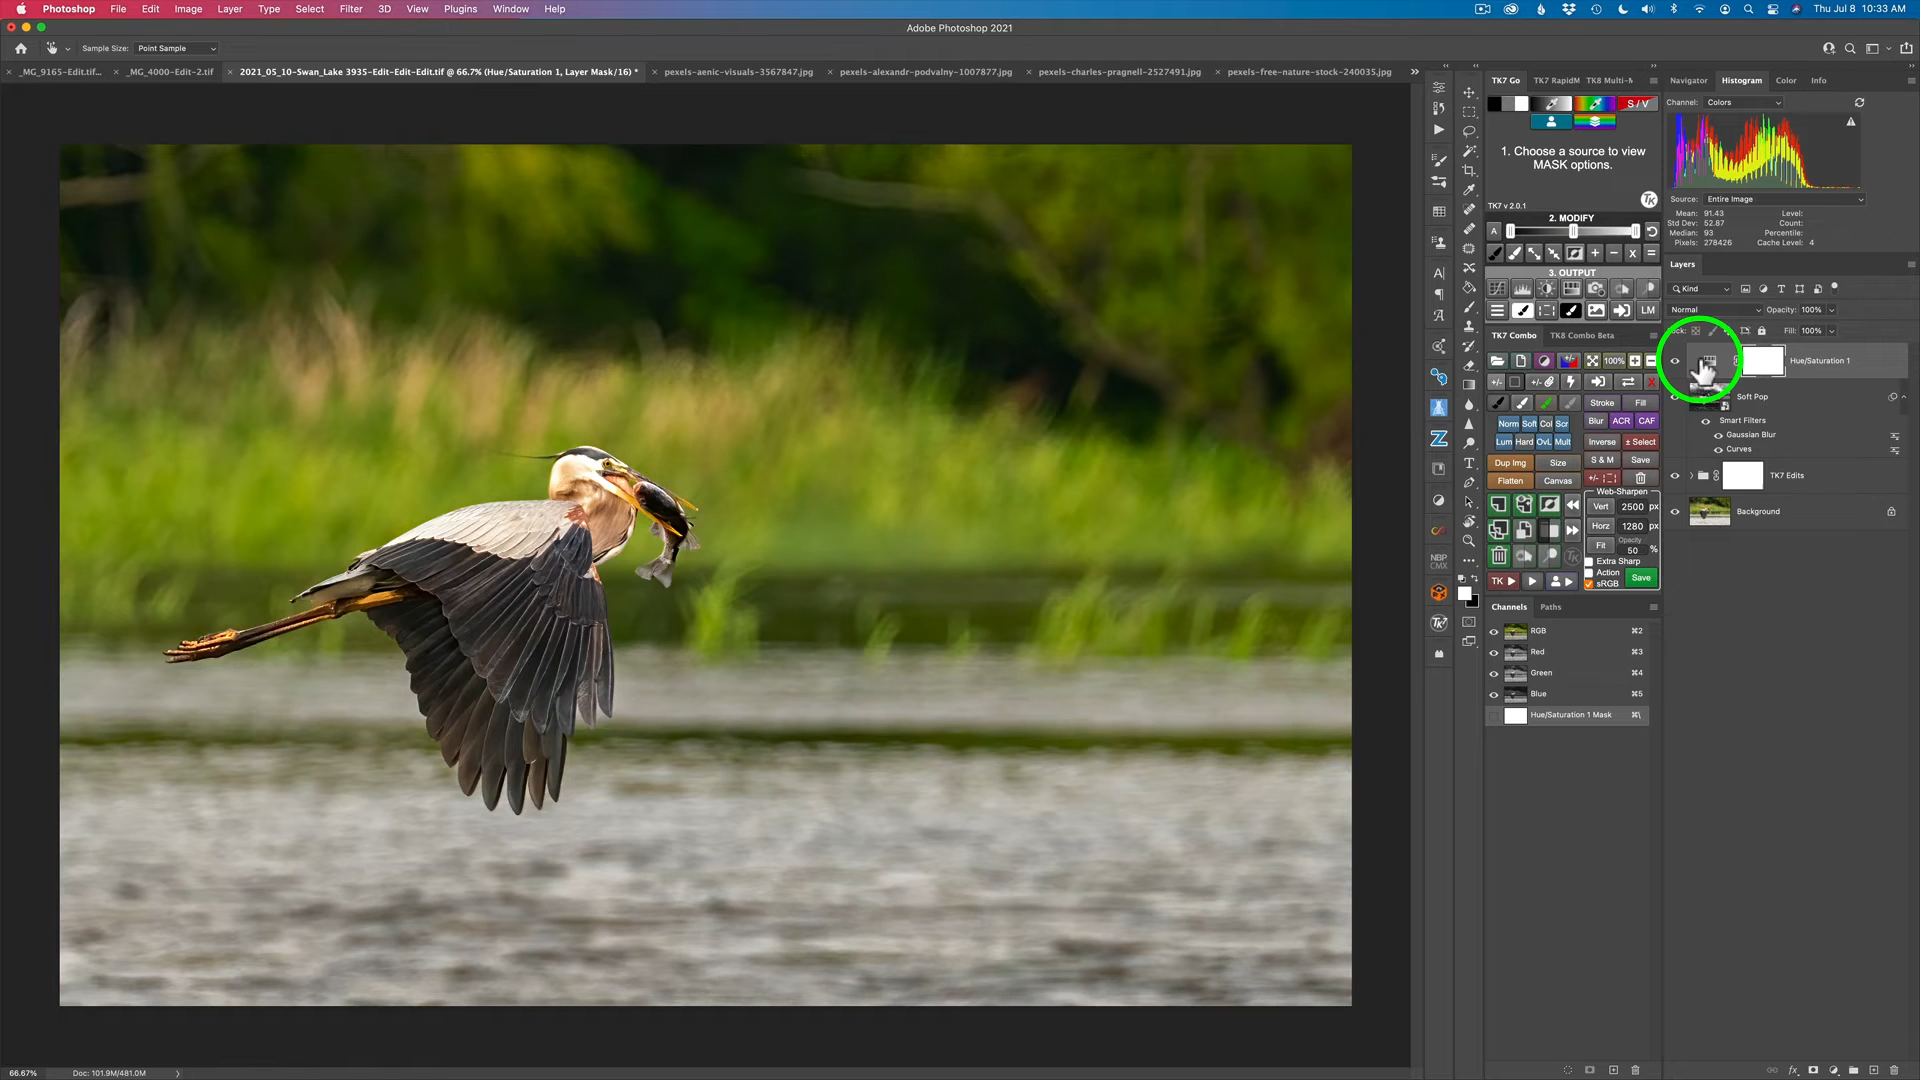 Photoshop File Edit Image Layer Type Select Filter 3D View Plugins Window Help
Thu Jul 8 10:33 AM
Adobe Photoshop 2021
Sample Size: Point Sample
_MG_9165-Edit.tif...
_MG_4000-Edit-2.tif
2021_05_10-Swan_Lake 3935-Edit-Edit-Edit.tif @ 66.7% (Hue/Saturation 1, Layer Mask/16) *
pexels-aenic-visuals-3567847.jpg
pexels-alexandr-podvalny-1007877.jpg
pexels-charles-pragnell-2527491.jpg
pexels-free-nature-stock-240035.jpg
TK7 Go TK7 RapidM TK8 Multi-M
S / V
1. Choose a source to view
MASK options.
TK7 v 2.0.1
TK
2. MODIFY
A
+ − x =
3. OUTPUT
LM
TK7 Combo TK8 Combo Beta
100%
+/-
Stroke Fill
Norm Soft Col Scr Blur ACR CAF
Lum Hard OvL Mult Inverse ± Select
Dup Img Size S & M Save
Flatten Canvas +/-
Web-Sharpen
Vert 2500 px
Horz 1280 px
Fit Opacity 50 %
Extra Sharp
Action
sRGB Save
TK
NBP
CMX
Channels Paths
RGB ⌘2
Red ⌘3
Green ⌘4
Blue ⌘5
Hue/Saturation 1 Mask ⌘\
Navigator Histogram Color Info
Channel: Colors
Source: Entire Image
Mean: 91.43 Level:
Std Dev: 52.87 Count:
Median: 93 Percentile:
Pixels: 278426 Cache Level: 4
Layers
Kind
Normal Opacity: 100%
Fill: 100%
Hue/Saturation 1
Soft Pop
Smart Filters
Gaussian Blur
Curves
TK7 Edits
Background
fx
66.67% Doc: 101.9M/481.0M